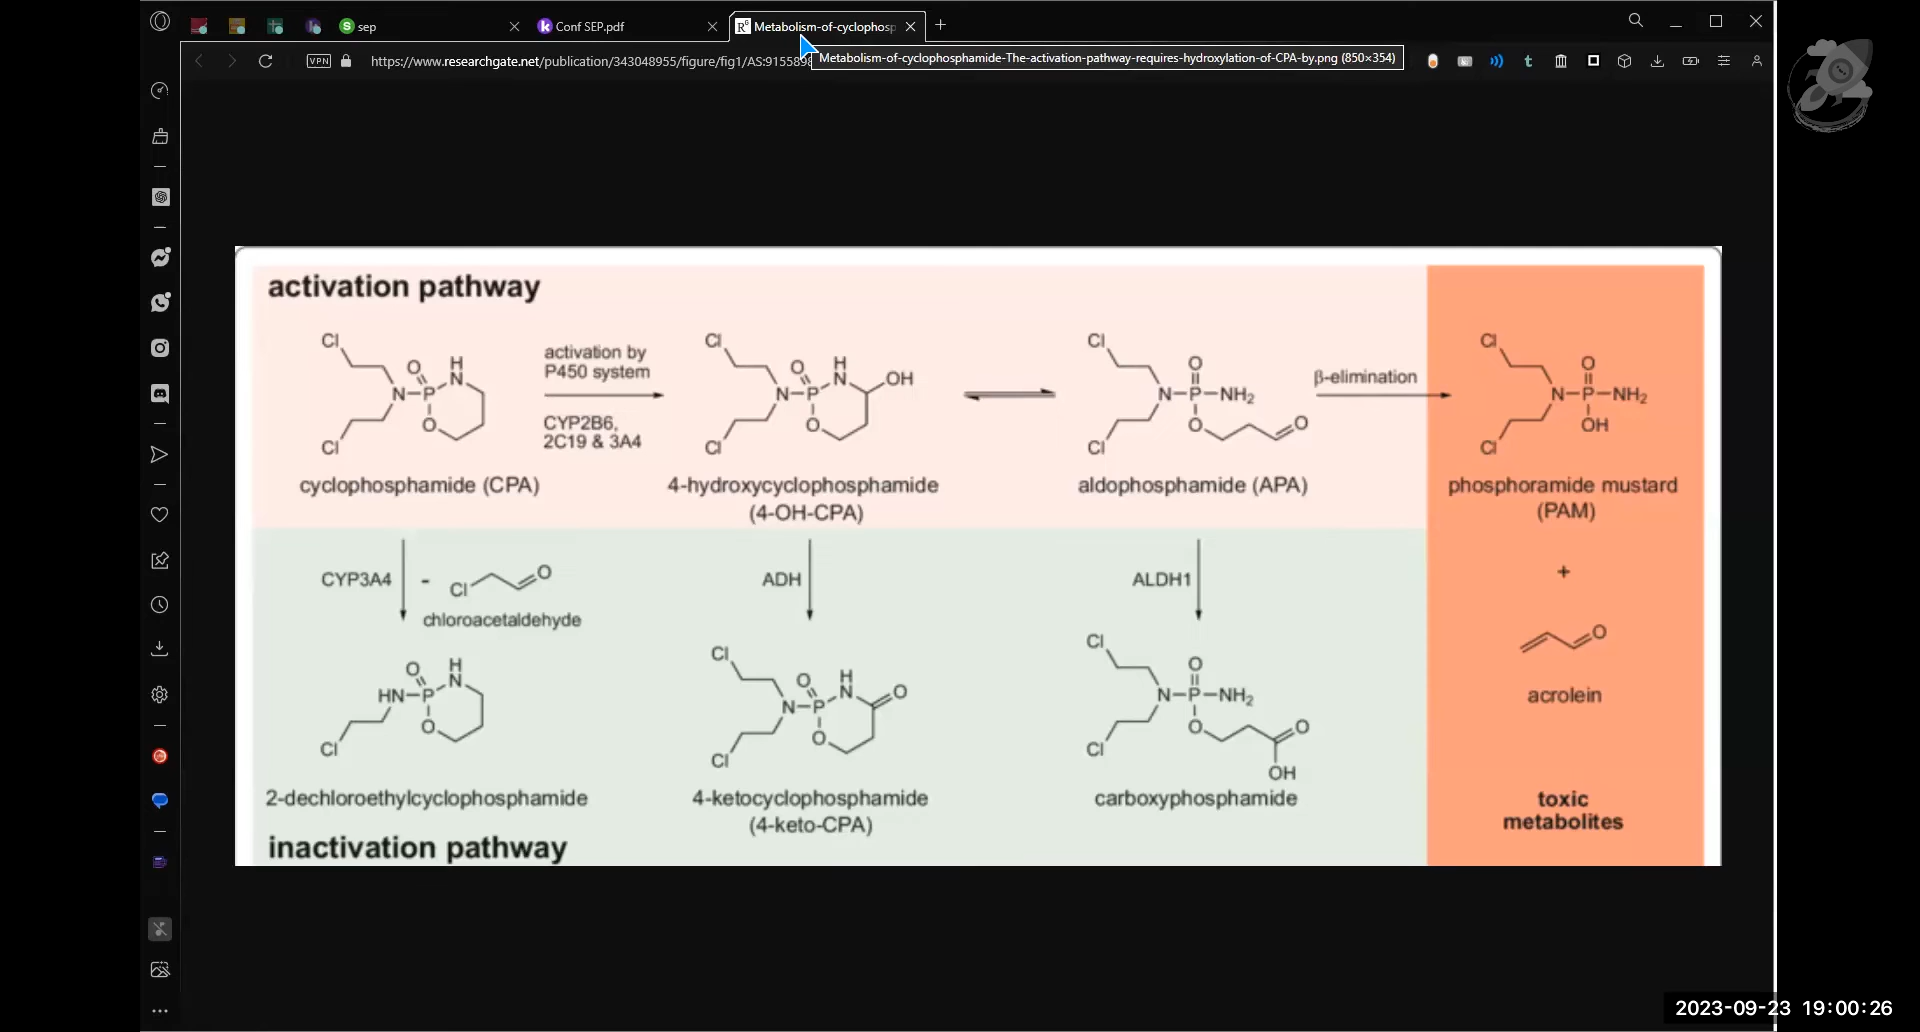 sep
Conf SEP.pdf
Metabolism-of-cyclophosp
VPN
https://www.researchgate.net/publication/343048955/figure/fig1/AS:915589
Metabolism-of-cyclophosphamide-The-activation-pathway-requires-hydroxylation-of-CPA-by.png (850×354)
activation pathway
Cl
O
H
N
N
P
O
Cl
cyclophosphamide (CPA)
activation by
P450 system
CYP2B6,
2C19 & 3A4
Cl
O
H
N
OH
N
P
O
Cl
4-hydroxycyclophosphamide
(4-OH-CPA)
Cl
O
N
P
NH2
O
O
Cl
aldophosphamide (APA)
β-elimination
Cl
O
N
P
NH2
OH
Cl
phosphoramide mustard
(PAM)
+
O
acrolein
toxic
metabolites
CYP3A4
-
Cl
O
chloroacetaldehyde
O
H
N
HN
P
O
Cl
2-dechloroethylcyclophosphamide
ADH
Cl
O
H
N
O
N
P
O
Cl
4-ketocyclophosphamide
(4-keto-CPA)
ALDH1
Cl
O
N
P
NH2
O
O
Cl
OH
carboxyphosphamide
inactivation pathway
2023-09-23 19:00:26